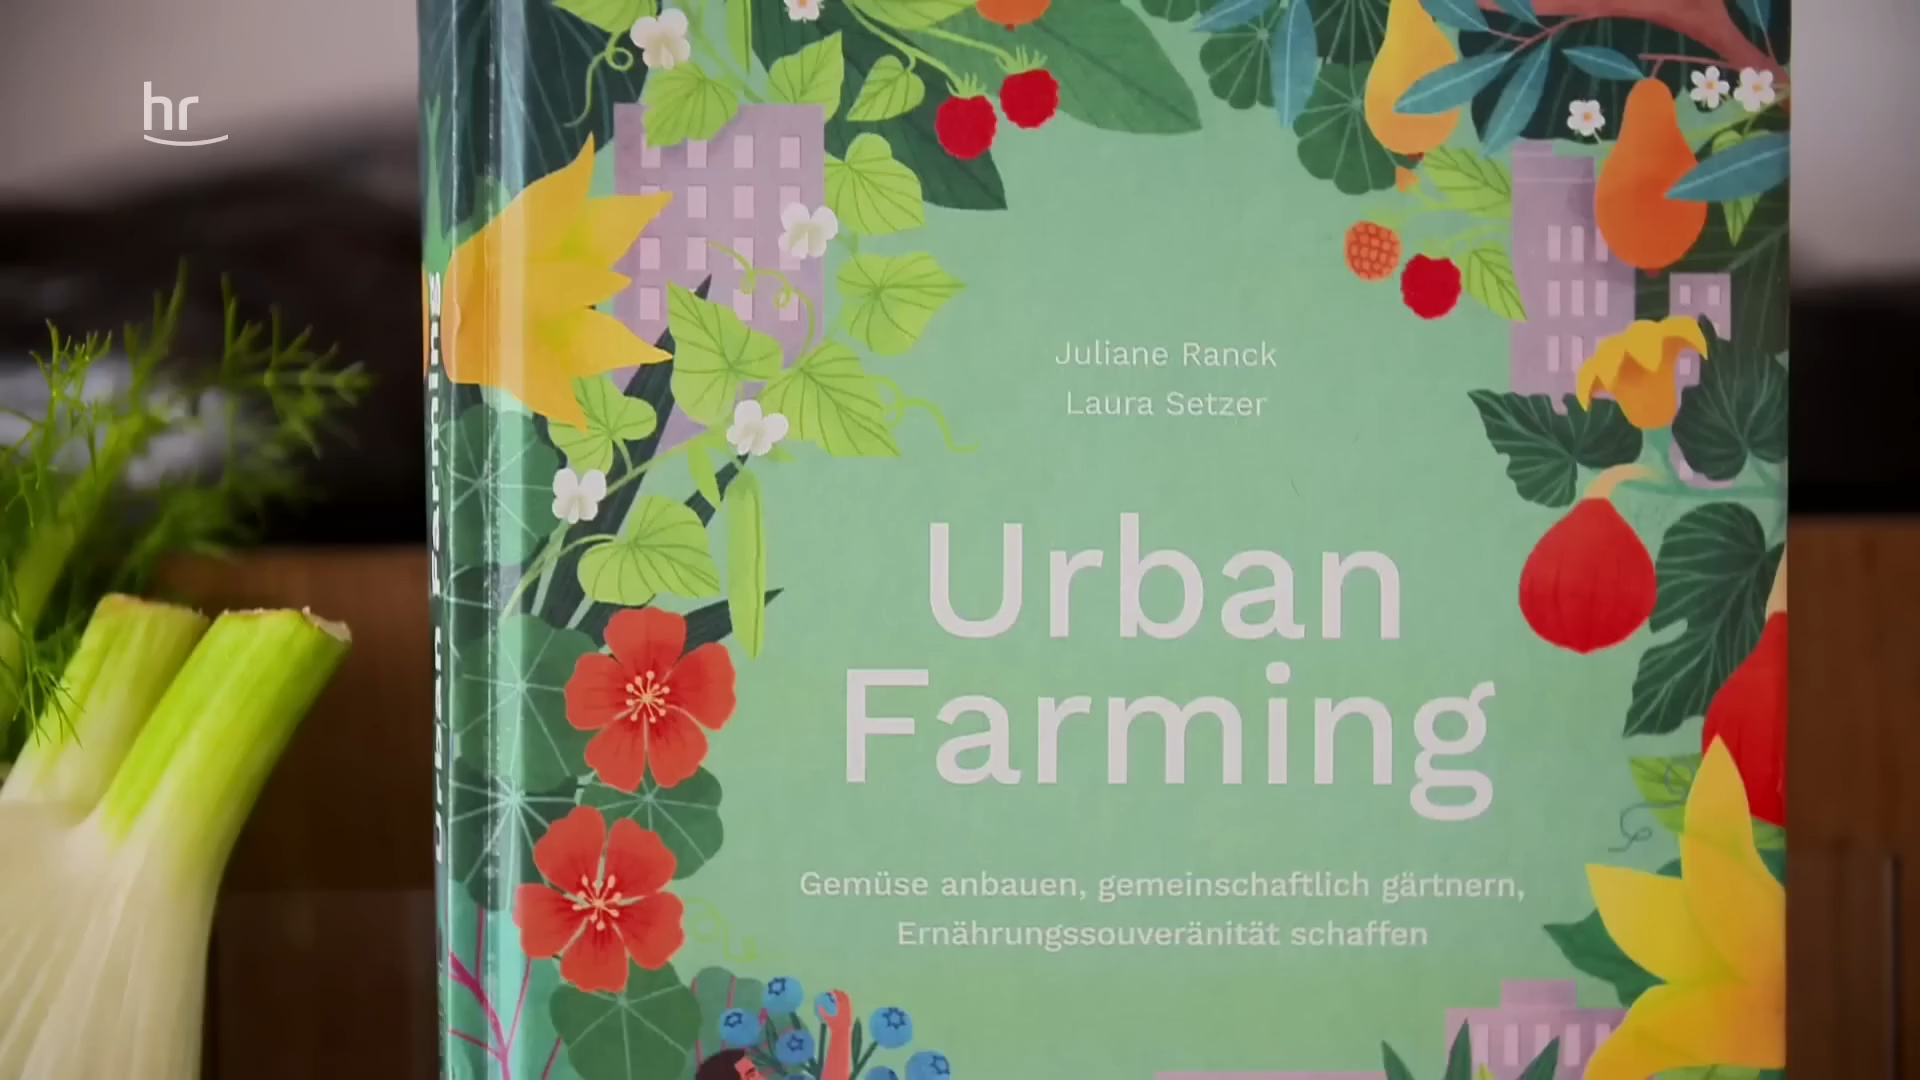 hr
Juliane Ranck
Laura Setzer
Urban
Farming
Gemüse anbauen, gemeinschaftlich gärtnern,
Ernährungssouveränität schaffen
Urban Farming